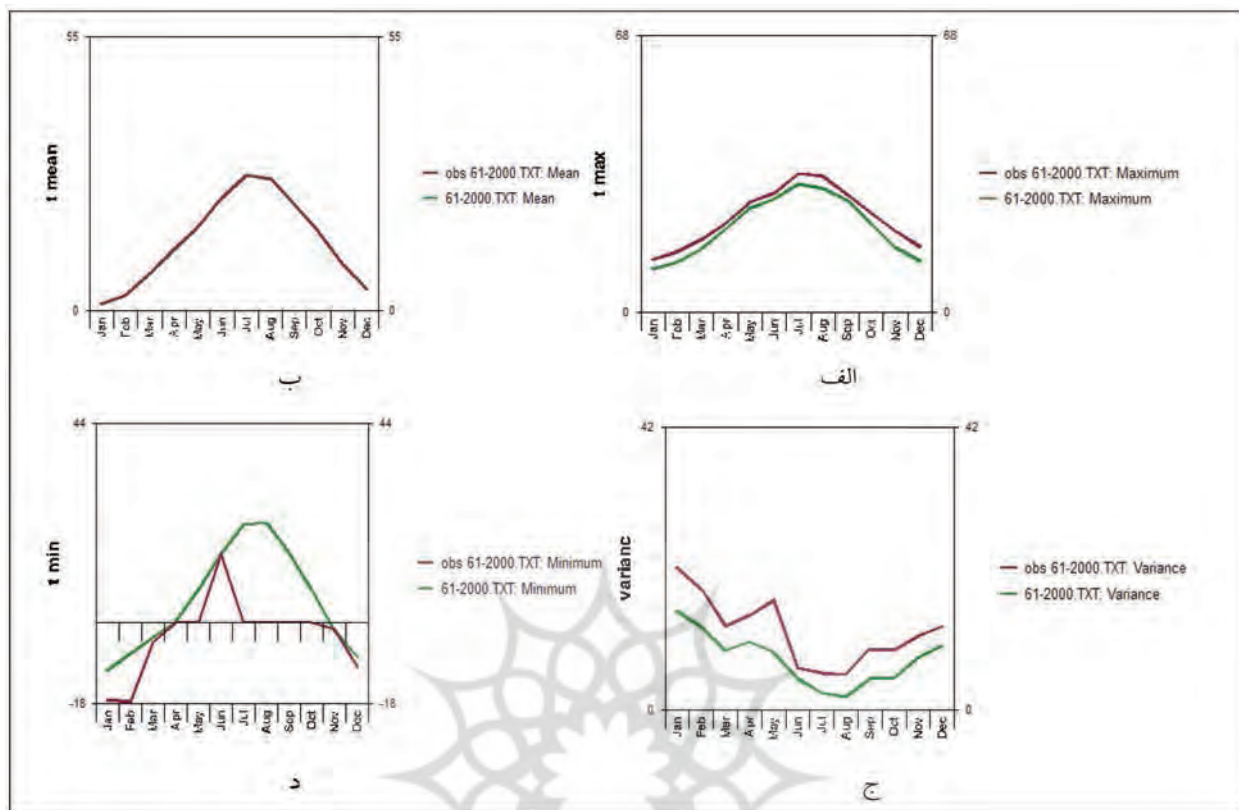 55
55
t mean
obs 61-2000.TXT: Mean
61-2000.TXT: Mean
0
0
Jan
Feb
Mar
Apr
May
Jun
Jul
Aug
Sep
Oct
Nov
Dec
ب
68
68
t max
obs 61-2000.TXT: Maximum
61-2000.TXT: Maximum
0
0
Jan
Feb
Mar
Apr
May
Jun
Jul
Aug
Sep
Oct
Nov
Dec
الف
44
44
t min
obs 61-2000.TXT: Minimum
61-2000.TXT: Minimum
-18
-18
Jan
Feb
Mar
Apr
May
Jun
Jul
Aug
Sep
Oct
Nov
Dec
د
42
42
varianc
obs 61-2000.TXT: Variance
61-2000.TXT: Variance
0
0
Jan
Feb
Mar
Apr
May
Jun
Jul
Aug
Sep
Oct
Nov
Dec
ج